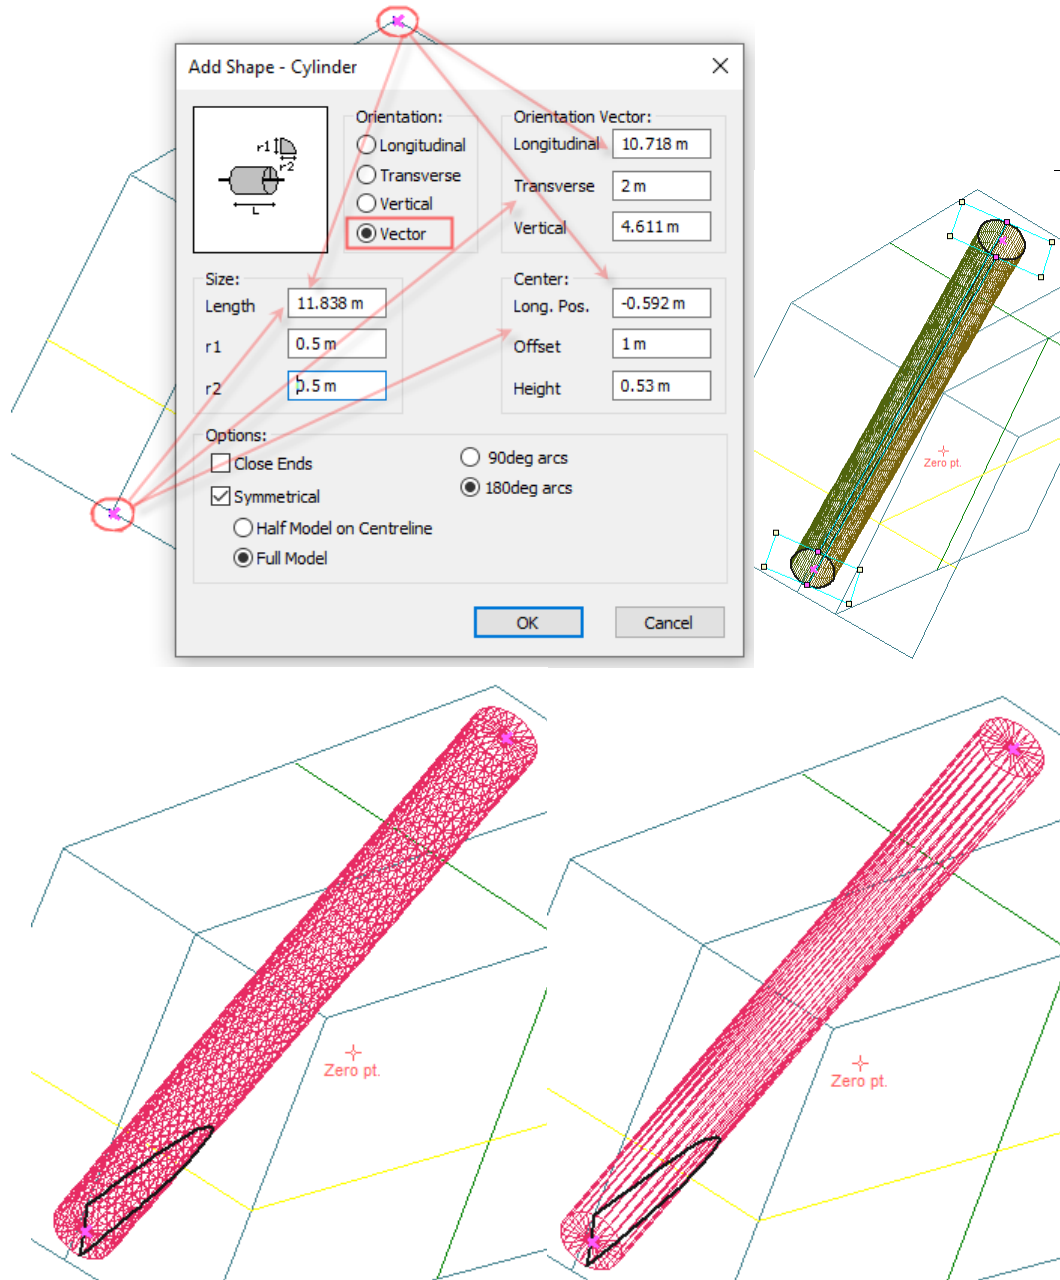 Add Shape - Cylinder
r1
r2
L
Orientation:
Longitudinal
Transverse
Vertical
Vector
Orientation Vector:
Longitudinal 10.718 m
Transverse 2 m
Vertical 4.611 m
Size:
Length 11.838 m
r1 0.5 m
r2 0.5 m
Center:
Long. Pos. -0.592 m
Offset 1 m
Height 0.53 m
Options:
Close Ends
Symmetrical
Half Model on Centreline
Full Model
90deg arcs
180deg arcs
OK Cancel
Zero pt.
Zero pt.
Zero pt.